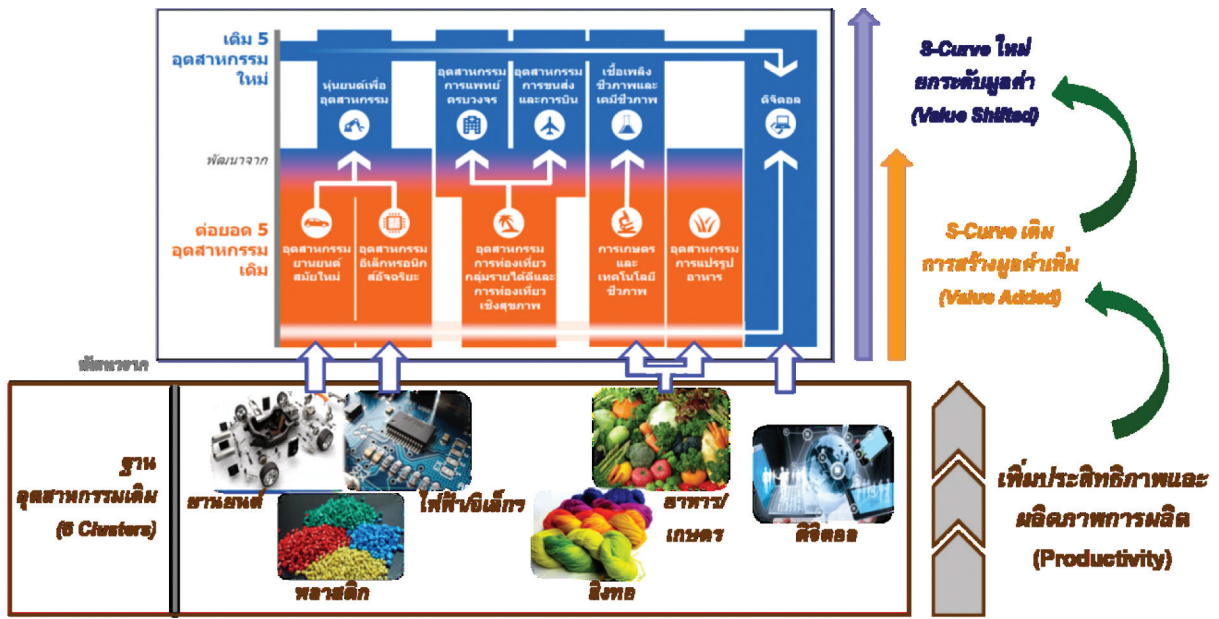 เติม 5
อุตสาหกรรม
ใหม่
หุ่นยนต์เพื่อ
อุตสาหกรรม
อุตสาหกรรม
การแพทย์
ครบวงจร
อุตสาหกรรม
การขนส่ง
และการบิน
เชื้อเพลิง
ชีวภาพและ
เคมีชีวภาพ
ดิจิตอล
พัฒนาจาก
ต่อยอด 5
อุตสาหกรรม
เดิม
อุตสาหกรรม
ยานยนต์
สมัยใหม่
อุตสาหกรรม
อิเล็กทรอนิก
ส์อัจฉริยะ
อุตสาหกรรม
การท่องเที่ยว
กลุ่มรายได้ดีและ
การท่องเที่ยว
เชิงสุขภาพ
การเกษตร
และ
เทคโนโลยี
ชีวภาพ
อุตสาหกรรม
การแปรรูป
อาหาร
S-Curve ใหม่
ยกระดับมูลค่า
(Value Shifted)
S-Curve เดิม
การสร้างมูลค่าเพิ่ม
(Value Added)
พัฒนาจาก
ฐาน
อุตสาหกรรมเดิม
(6 Clusters)
ยานยนต์
ไฟฟ้า/อิเล็กฯ
อาหาร/
เกษตร
ดิจิตอล
พลาสติก
สิ่งทอ
เพิ่มประสิทธิภาพและ
ผลิตภาพการผลิต
(Productivity)